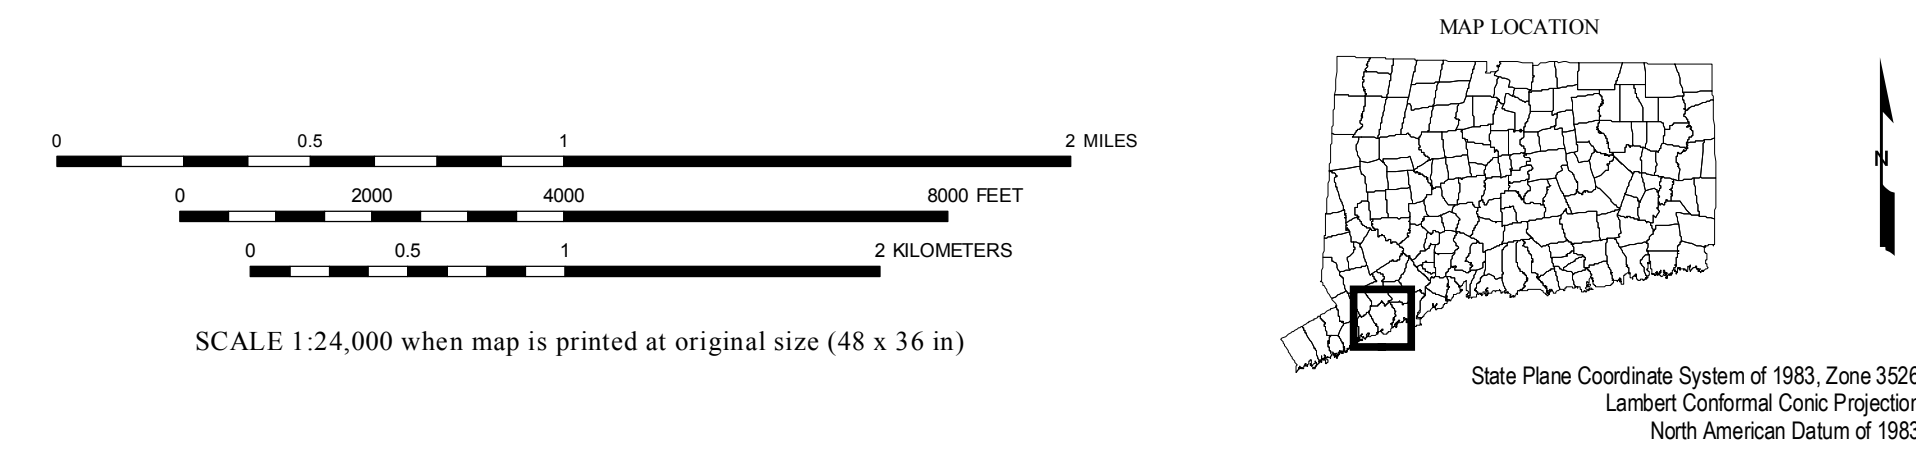 MAP LOCATION
0 0.5 1 2 MILES
0 2000 4000 8000 FEET
0 0.5 1 2 KILOMETERS
SCALE 1:24,000 when map is printed at original size (48 x 36 in)
N
State Plane Coordinate System of 1983, Zone 3526
Lambert Conformal Conic Projection
North American Datum of 1983